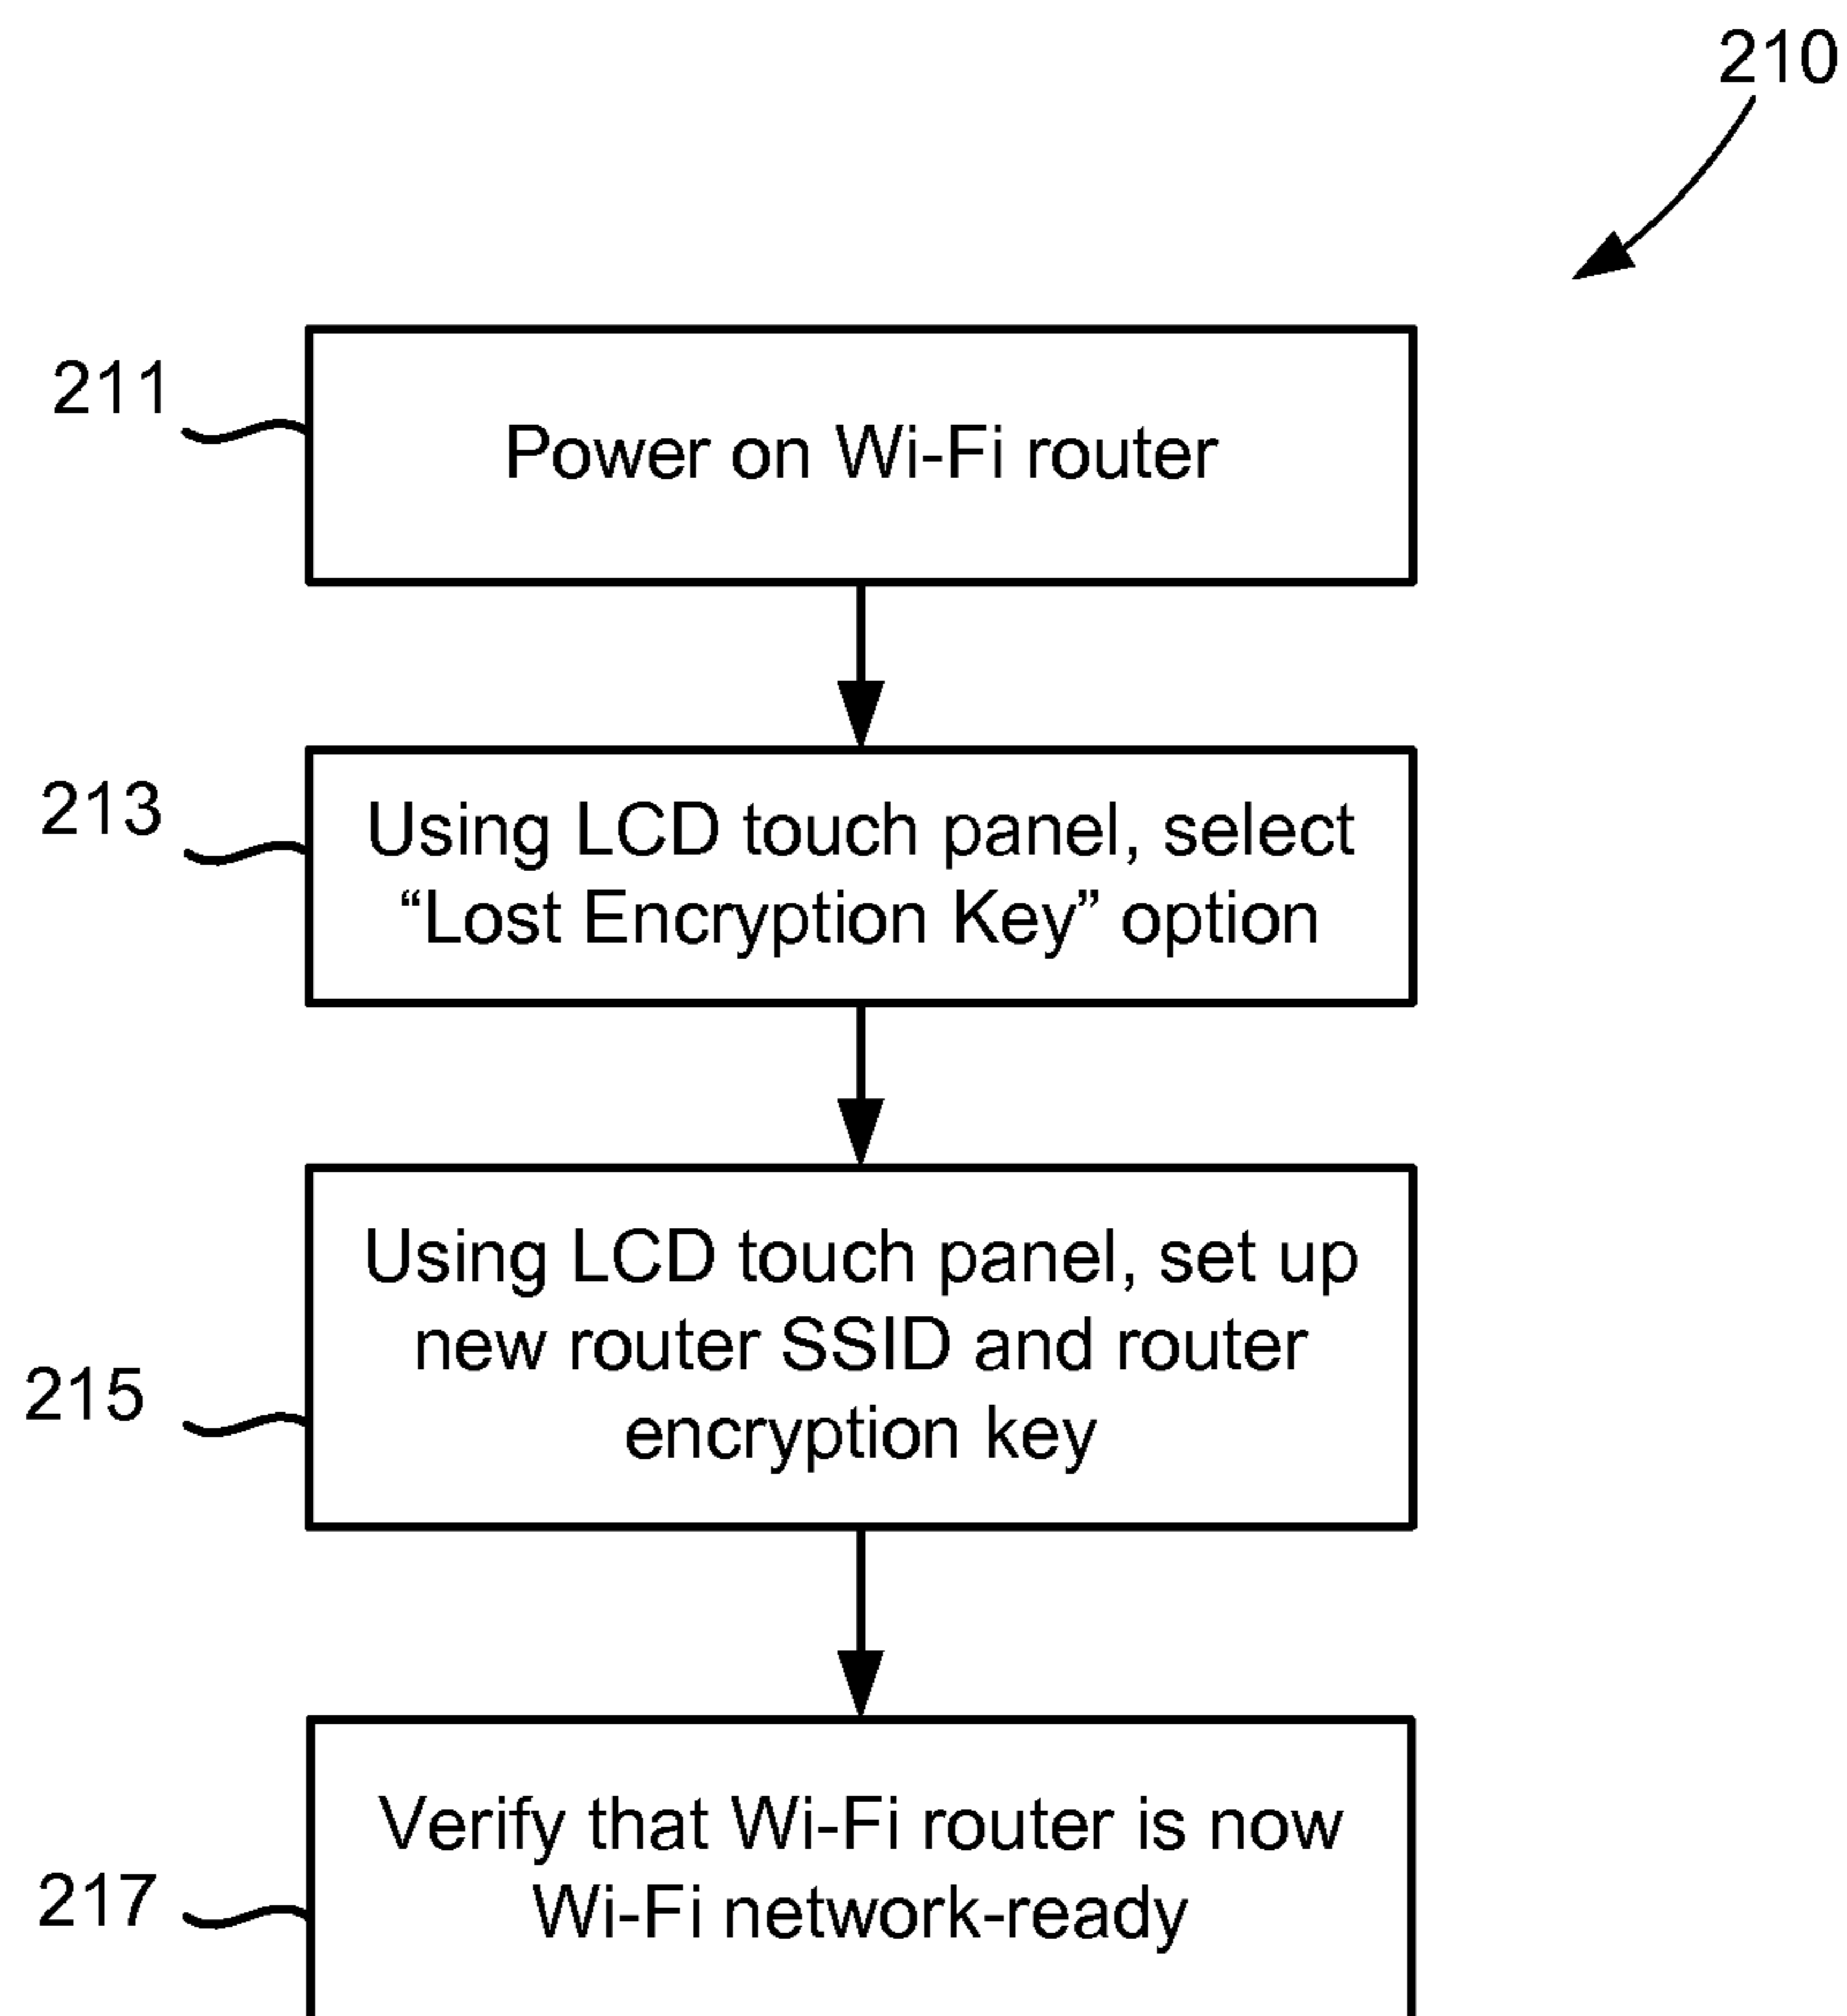 210
211
Power on Wi-Fi router
213
Using LCD touch panel, select
“Lost Encryption Key” option
Using LCD touch panel, set up
new router SSID and router
encryption key
215
Verify that Wi-Fi router is now
Wi-Fi network-ready
217